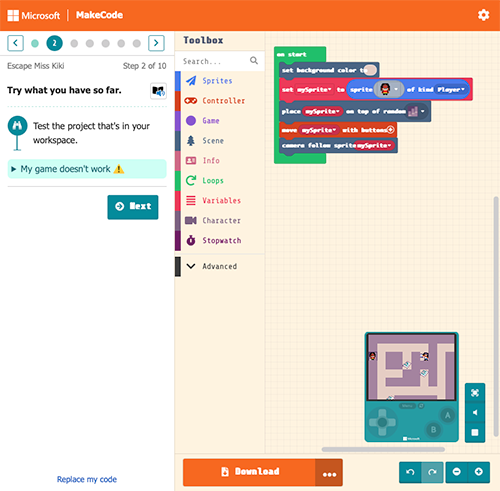 Microsoft
MakeCode
2
Escape Miss Kiki
Step 2 of 10
Try what you have so far.
Test the project that's in your
workspace.
My game doesn't work ⚠️
Next
Replace my code
Toolbox
Search...
Sprites
Controller
Game
Scene
Info
Loops
Variables
Music
Character
Stopwatch
Advanced
on start
set background color to
set mySprite to sprite of kind Player
place mySprite on top of random
move mySprite with buttons
camera follow sprite mySprite
B
A
Microsoft
Download